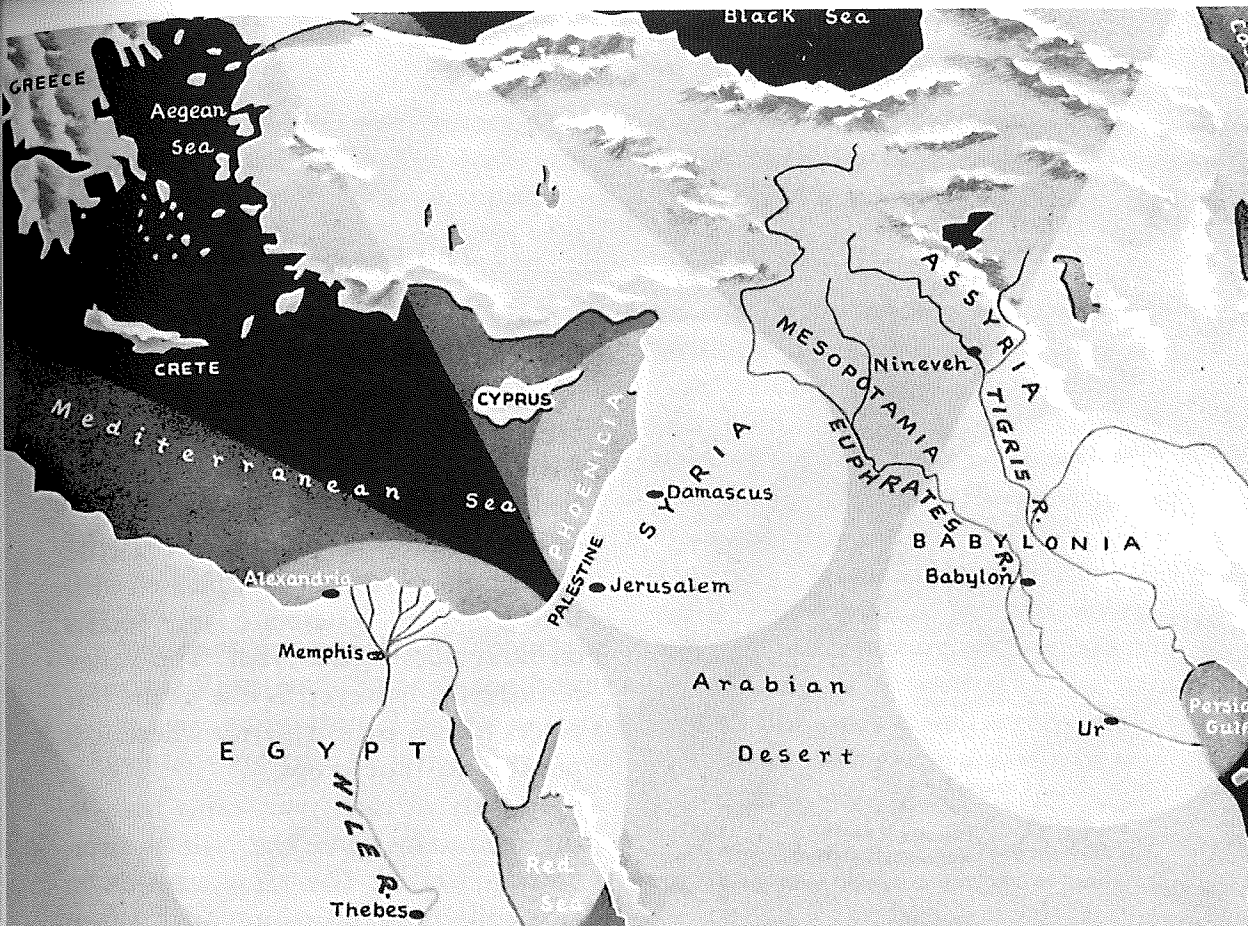 Black Sea
GREECE
Aegean
Sea
ASSYRIA
MESOPOTAMIA
Nineveh
CRETE
CYPRUS
TIGRIS R.
Mediterranean Sea
PHOENICIA
SYRIA
EUPHRATES R.
Damascus
BABYLONIA
PALESTINE
Babylon
Alexandria
Jerusalem
Memphis
Arabian
Desert
Persia
Gulf
Ur
EGYPT
NILE R.
Red
Sea
Thebes